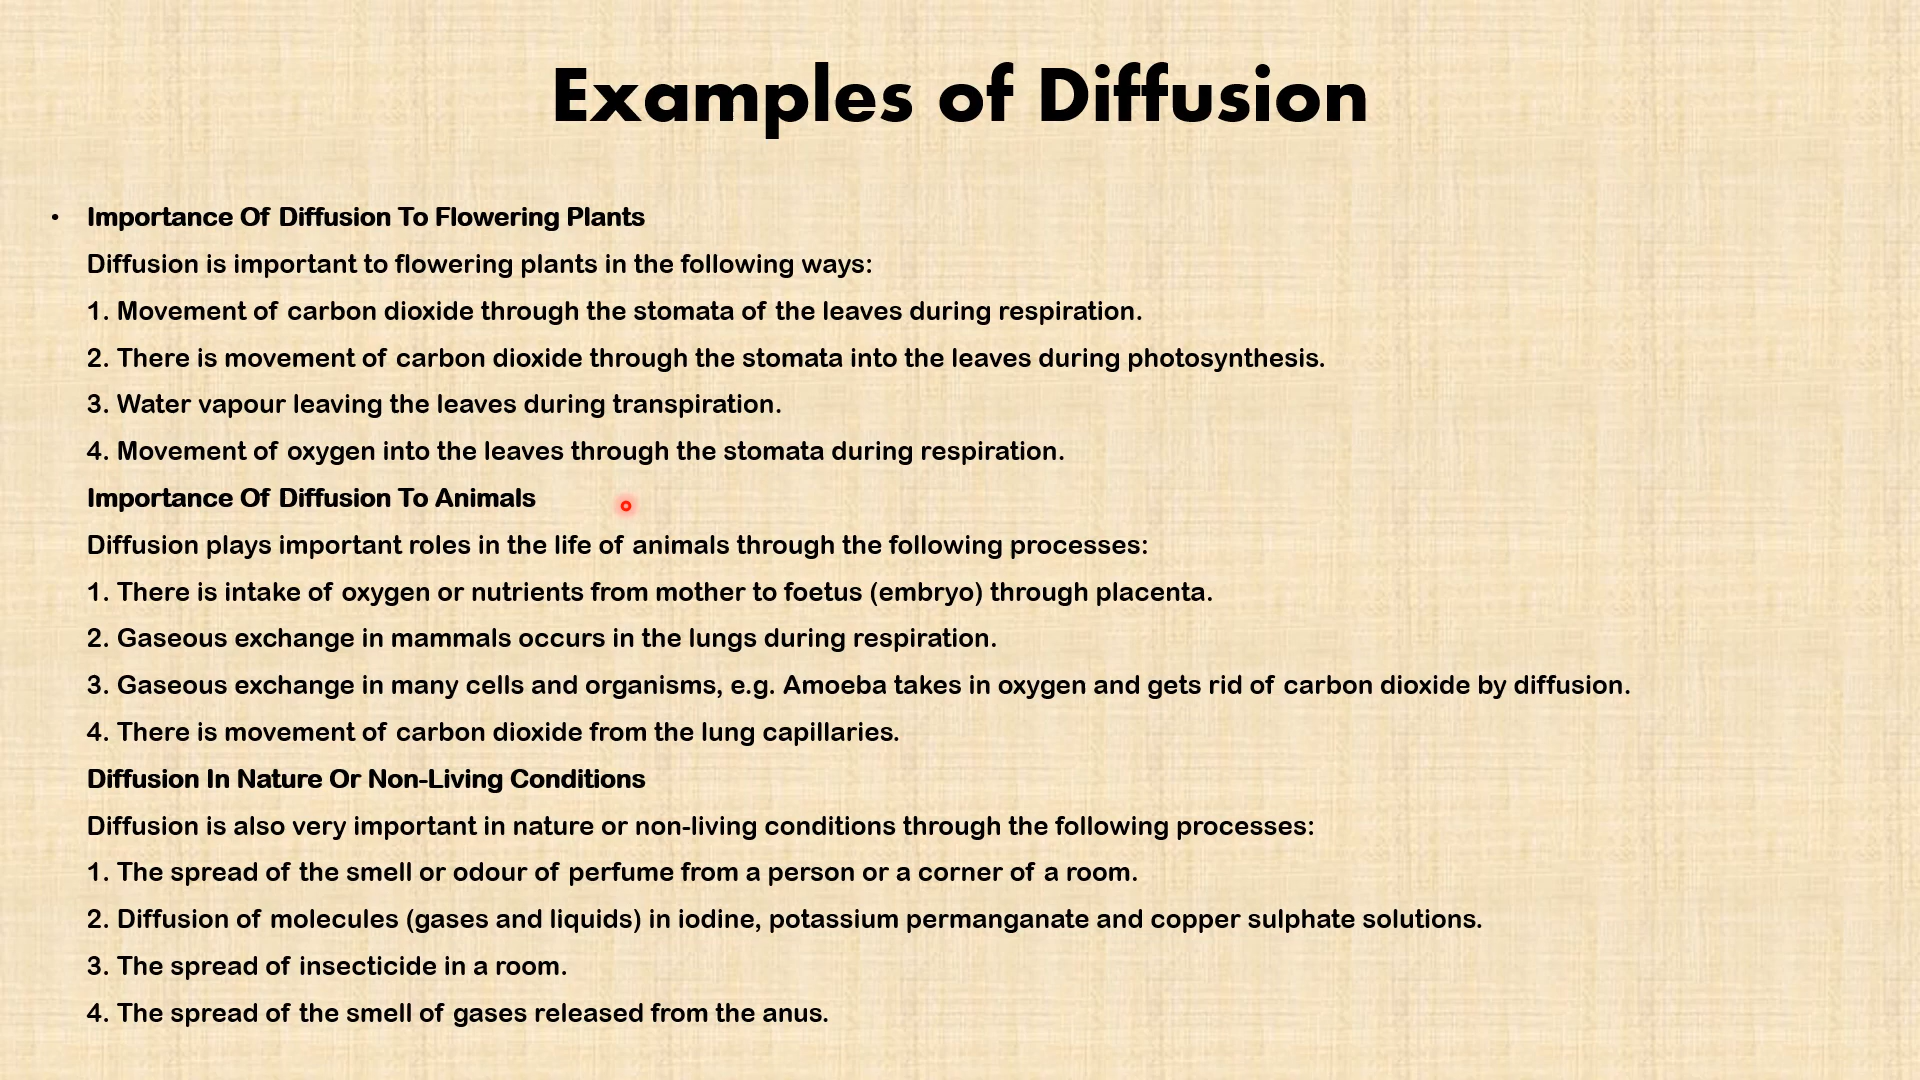 Examples of Diffusion
• Importance Of Diffusion To Flowering Plants
Diffusion is important to flowering plants in the following ways:
1. Movement of carbon dioxide through the stomata of the leaves during respiration.
2. There is movement of carbon dioxide through the stomata into the leaves during photosynthesis.
3. Water vapour leaving the leaves during transpiration.
4. Movement of oxygen into the leaves through the stomata during respiration.
Importance Of Diffusion To Animals
Diffusion plays important roles in the life of animals through the following processes:
1. There is intake of oxygen or nutrients from mother to foetus (embryo) through placenta.
2. Gaseous exchange in mammals occurs in the lungs during respiration.
3. Gaseous exchange in many cells and organisms, e.g. Amoeba takes in oxygen and gets rid of carbon dioxide by diffusion.
4. There is movement of carbon dioxide from the lung capillaries.
Diffusion In Nature Or Non-Living Conditions
Diffusion is also very important in nature or non-living conditions through the following processes:
1. The spread of the smell or odour of perfume from a person or a corner of a room.
2. Diffusion of molecules (gases and liquids) in iodine, potassium permanganate and copper sulphate solutions.
3. The spread of insecticide in a room.
4. The spread of the smell of gases released from the anus.